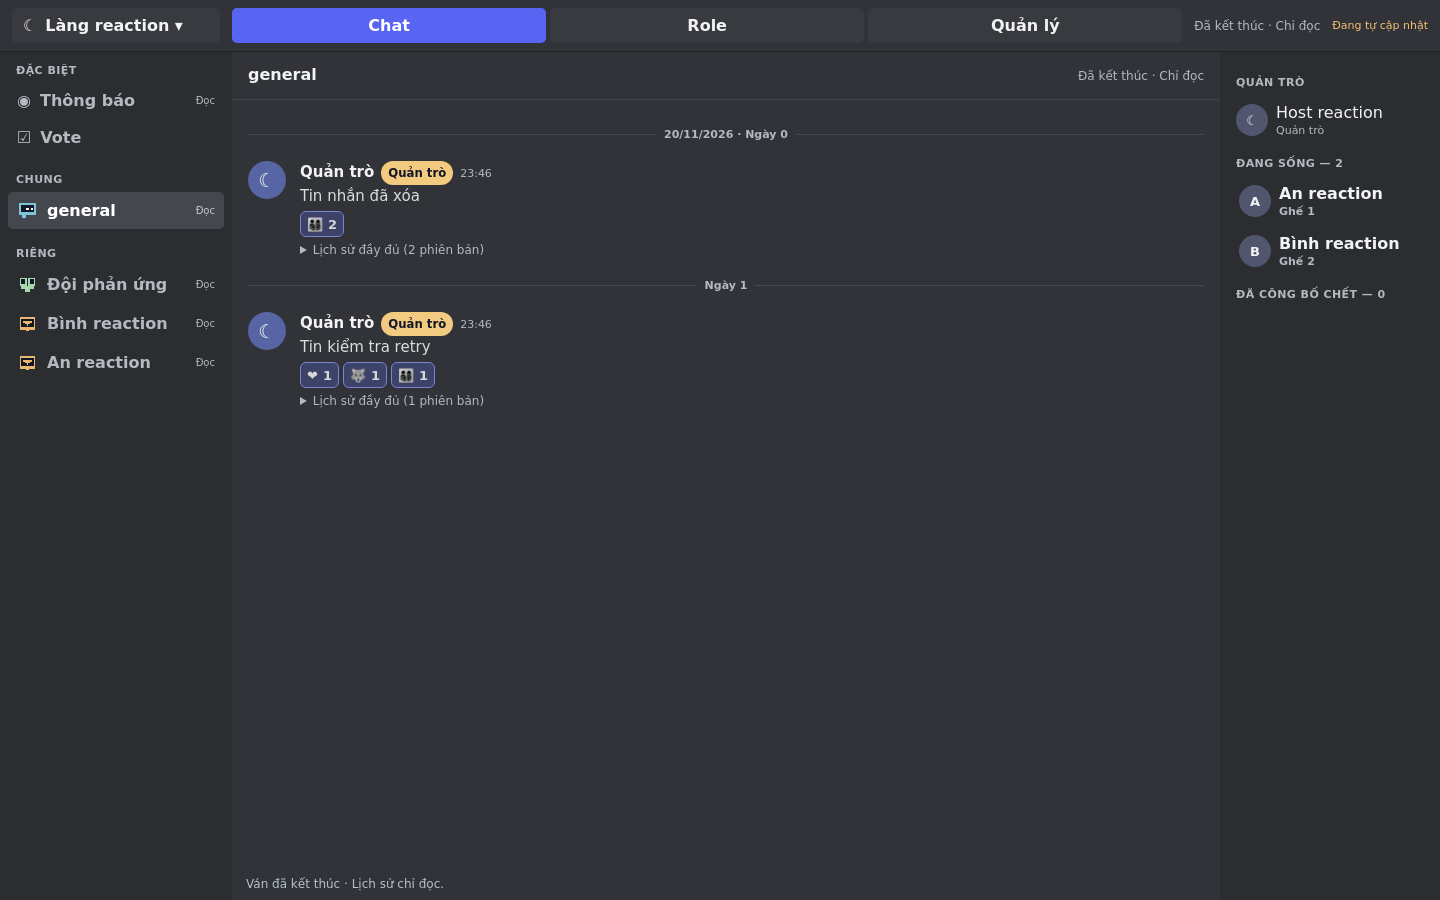 ☾ Làng reaction ▾
Chat
Role
Quản lý
Đã kết thúc · Chỉ đọc
Đang tự cập nhật
ĐẶC BIỆT
◉ Thông báo Đọc
☑ Vote
CHUNG
general Đọc
RIÊNG
Đội phản ứng Đọc
Bình reaction Đọc
An reaction Đọc
general
Đã kết thúc · Chỉ đọc
20/11/2026 · Ngày 0
Quản trò Quản trò 23:46
Tin nhắn đã xóa
👨‍👩‍👧‍👦 2
▶ Lịch sử đầy đủ (2 phiên bản)
Ngày 1
Quản trò Quản trò 23:46
Tin kiểm tra retry
❤ 1 🐺 1 👨‍👩‍👧‍👦 1
▶ Lịch sử đầy đủ (1 phiên bản)
Ván đã kết thúc · Lịch sử chỉ đọc.
QUẢN TRÒ
☾ Host reaction
Quản trò
ĐANG SỐNG — 2
A An reaction
Ghế 1
B Bình reaction
Ghế 2
ĐÃ CÔNG BỐ CHẾT — 0